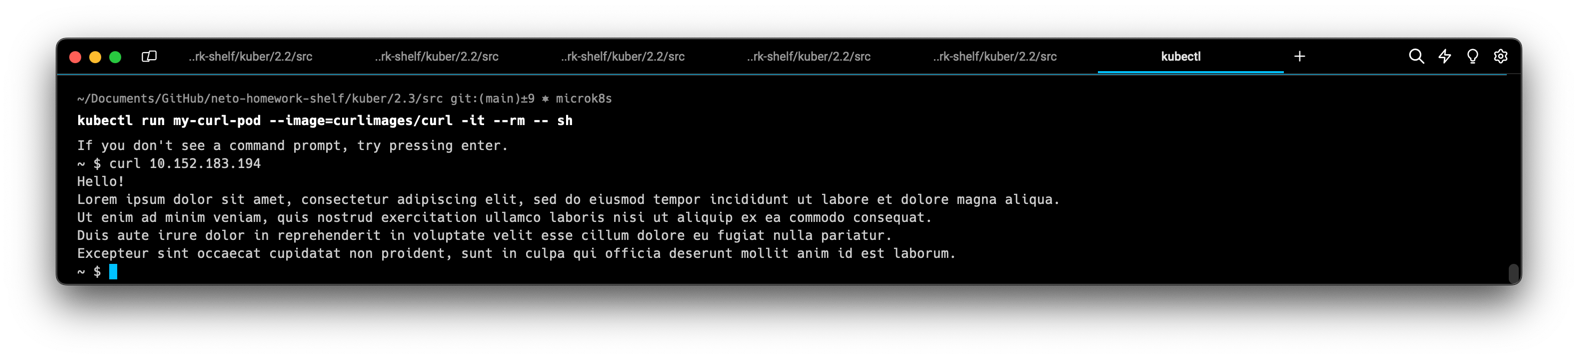 ..rk-shelf/kuber/2.2/src ..rk-shelf/kuber/2.2/src ..rk-shelf/kuber/2.2/src ..rk-shelf/kuber/2.2/src ..rk-shelf/kuber/2.2/src kubectl +
~/Documents/GitHub/neto-homework-shelf/kuber/2.3/src git:(main)±9 ⎈ microk8s
kubectl run my-curl-pod --image=curlimages/curl -it --rm -- sh
If you don't see a command prompt, try pressing enter.
~ $ curl 10.152.183.194
Hello!
Lorem ipsum dolor sit amet, consectetur adipiscing elit, sed do eiusmod tempor incididunt ut labore et dolore magna aliqua.
Ut enim ad minim veniam, quis nostrud exercitation ullamco laboris nisi ut aliquip ex ea commodo consequat.
Duis aute irure dolor in reprehenderit in voluptate velit esse cillum dolore eu fugiat nulla pariatur.
Excepteur sint occaecat cupidatat non proident, sunt in culpa qui officia deserunt mollit anim id est laborum.
~ $